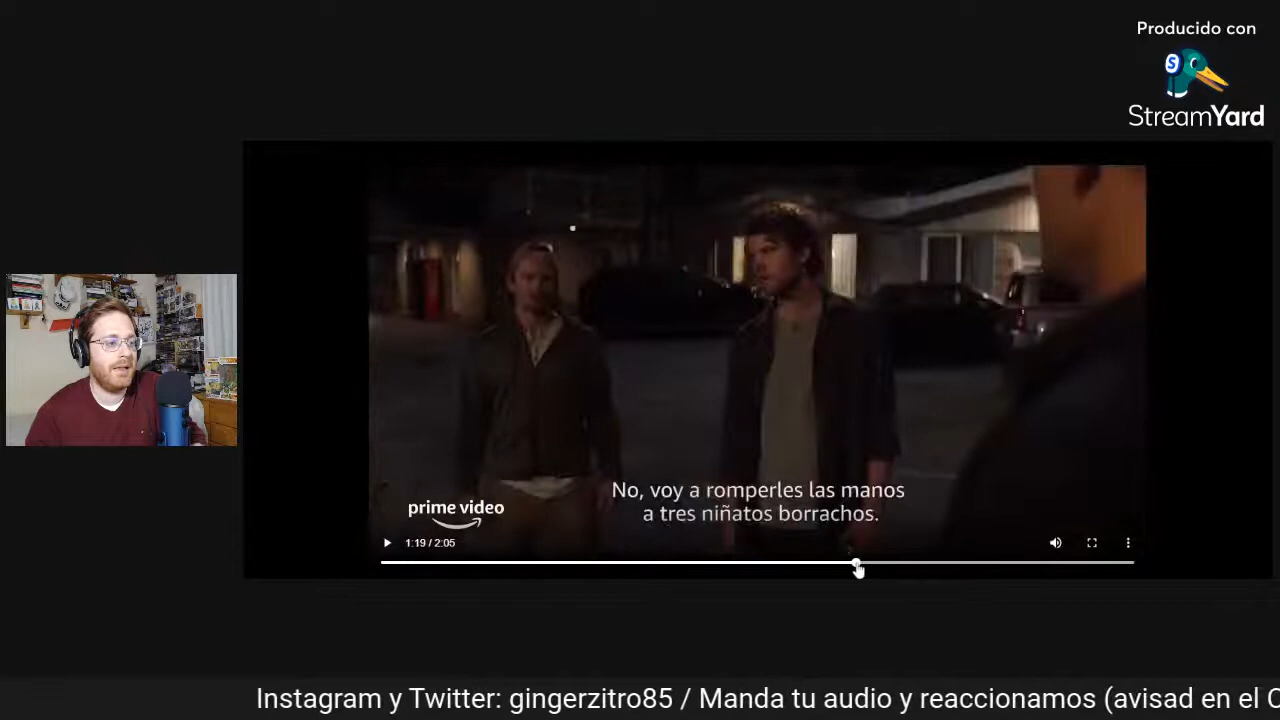 Producido con
StreamYard
No, voy a romperles las manos
a tres niñatos borrachos.
prime video
1:19 / 2:05
Instagram y Twitter: gingerzitro85 / Manda tu audio y reaccionamos (avisad en el